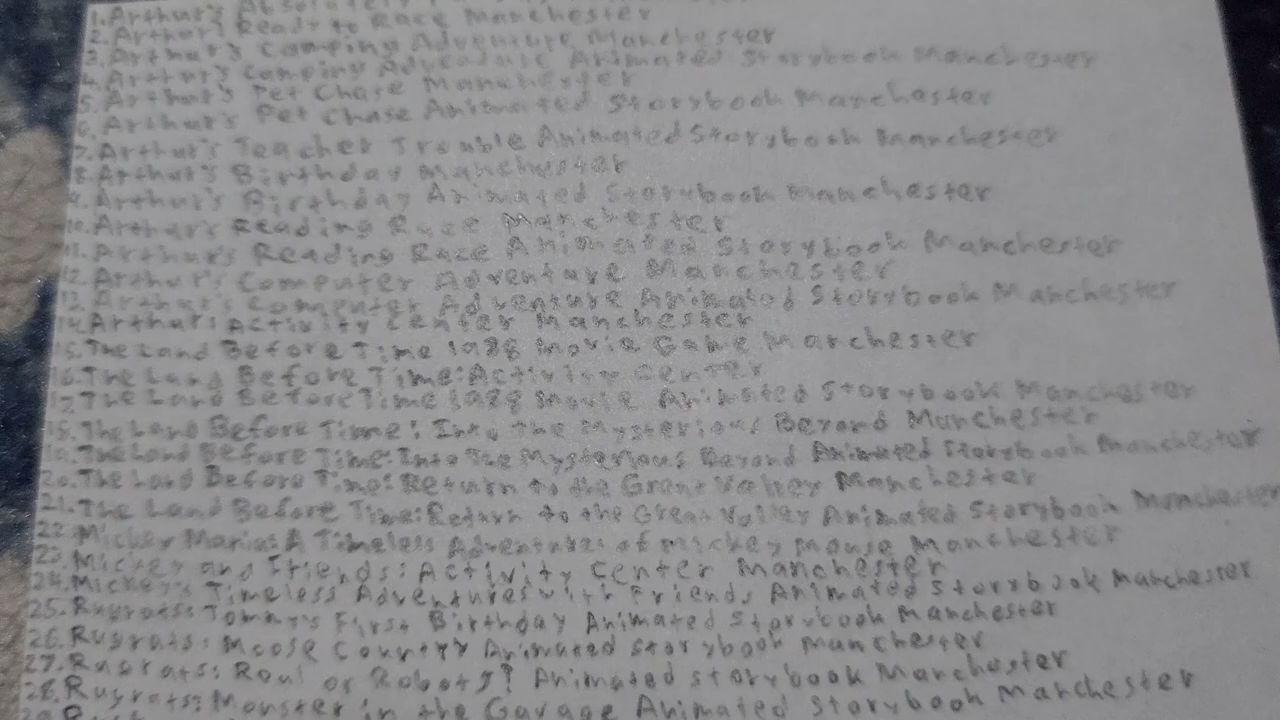 1. Arthur's Absolutely
2. Arthur's Ready to Race Manchester
3. Arthur's Camping Adventure Manchester
4. Arthur's Camping Adventure Animated Storybook Manchester
5. Arthur's Pet Chase Manchester
6. Arthur's Pet Chase Animated Storybook Manchester
7. Arthur's Teacher Trouble Animated Storybook Manchester
8. Arthur's Birthday Manchester
9. Arthur's Birthday Animated Storybook Manchester
10. Arthur's Reading Race Manchester
11. Arthur's Reading Race Animated Storybook Manchester
12. Arthur's Computer Adventure Manchester
13. Arthur's Computer Adventure Animated Storybook Manchester
14. Arthur's Activity Center Manchester
15. The Land Before Time 1988 Movie Game Manchester
16. The Land Before Time: Activity Center
17. The Land Before Time 1988 Movie Animated Storybook Manchester
18. The Land Before Time: Into the Mysterious Beyond Manchester
19. The Land Before Time: Into The Mysterious Beyond Animated Storybook Manchester
20. The Land Before Time: Return to the Great Valley Manchester
21. The Land Before Time: Return to the Great Valley Animated Storybook Manchester
22. Mickey Mania: A Timeless Adventures of Mickey Mouse Manchester
23. Mickey and Friends: Activity Center Manchester
24. Mickey's Timeless Adventures with Friends Animated Storybook Manchester
25. Rugrats: Tommy's First Birthday Animated Storybook Manchester
26. Rugrats: Moose Country Animated Storybook Manchester
27. Rugrats: or Robots? Animated storybook Manchester
28. Rugrats: Monster in the Garage Animated Storybook Manchester